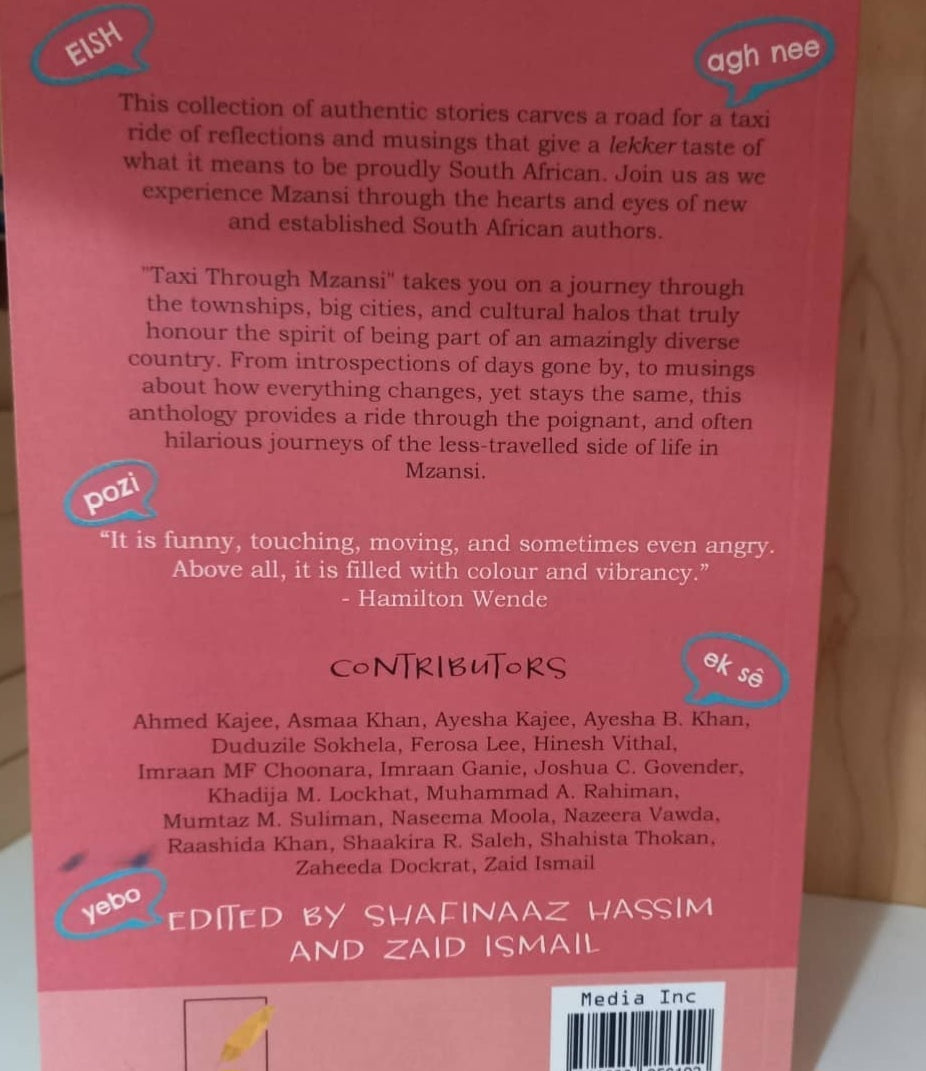 EISH
agh nee
This collection of authentic stories carves a road for a taxi
ride of reflections and musings that give a lekker taste of
what it means to be proudly South African. Join us as we
experience Mzansi through the hearts and eyes of new
and established South African authors.
"Taxi Through Mzansi" takes you on a journey through
the townships, big cities, and cultural halos that truly
honour the spirit of being part of an amazingly diverse
country. From introspections of days gone by, to musings
about how everything changes, yet stays the same, this
anthology provides a ride through the poignant, and often
hilarious journeys of the less-travelled side of life in
Mzansi.
pozi
“It is funny, touching, moving, and sometimes even angry.
Above all, it is filled with colour and vibrancy.”
- Hamilton Wende
CONTRIBUTORS
ek sê
Ahmed Kajee, Asmaa Khan, Ayesha Kajee, Ayesha B. Khan,
Duduzile Sokhela, Ferosa Lee, Hinesh Vithal,
Imraan MF Choonara, Imraan Ganie, Joshua C. Govender,
Khadija M. Lockhat, Muhammad A. Rahiman,
Mumtaz M. Suliman, Naseema Moola, Nazeera Vawda,
Raashida Khan, Shaakira R. Saleh, Shahista Thokan,
Zaheeda Dockrat, Zaid Ismail
yebo
EDITED BY SHAFINAAZ HASSIM
AND ZAID ISMAIL
Media Inc